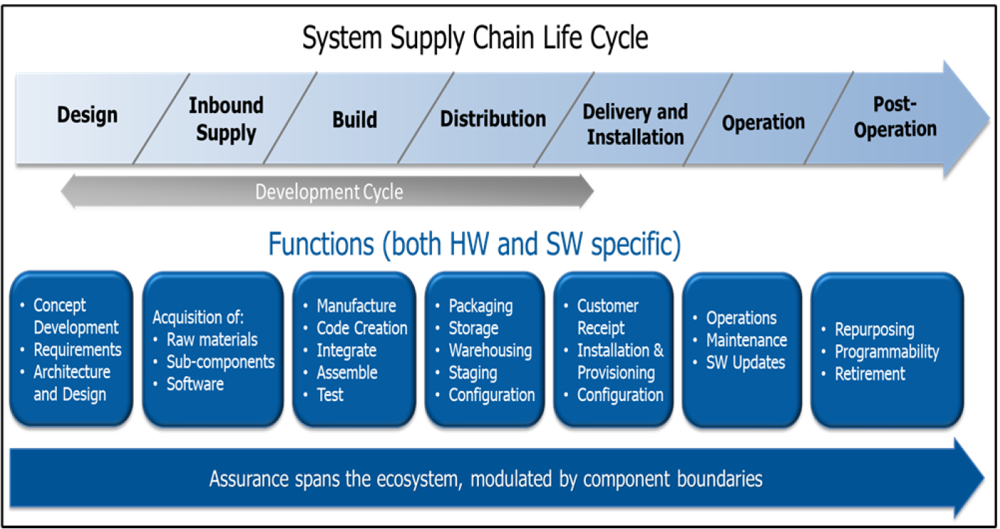 System Supply Chain Life Cycle
Design
Inbound
Supply
Build
Distribution
Delivery and
Installation
Operation
Post-
Operation
Development Cycle
Functions (both HW and SW specific)
• Concept
Development
• Requirements
• Architecture
and Design
Acquisition of:
• Raw materials
• Sub-components
• Software
• Manufacture
• Code Creation
• Integrate
• Assemble
• Test
• Packaging
• Storage
• Warehousing
• Staging
• Configuration
• Customer
Receipt
• Installation &
Provisioning
• Configuration
• Operations
• Maintenance
• SW Updates
• Repurposing
• Programmability
• Retirement
Assurance spans the ecosystem, modulated by component boundaries